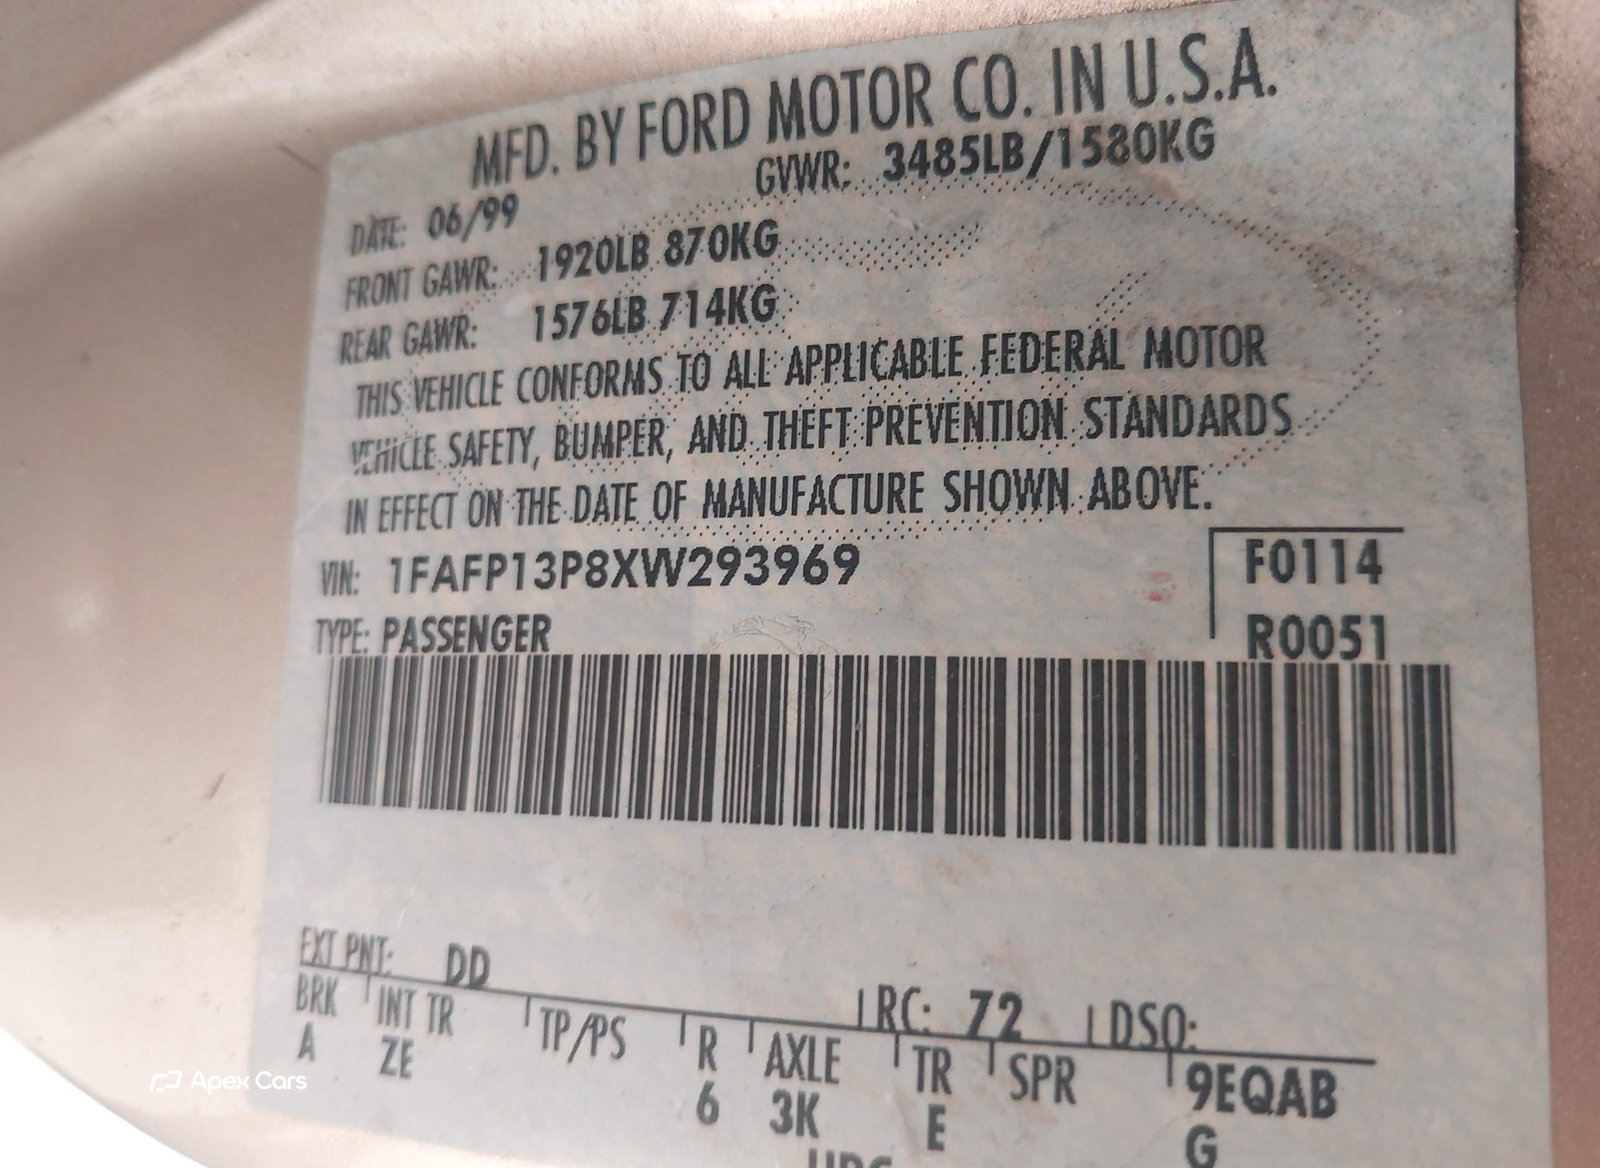 MFD. BY FORD MOTOR CO. IN U.S.A.
DATE: 06/99 GVWR: 3485LB/1580KG
FRONT GAWR: 1920LB 870KG
REAR GAWR: 1576LB 714KG
THIS VEHICLE CONFORMS TO ALL APPLICABLE FEDERAL MOTOR
VEHICLE SAFETY, BUMPER, AND THEFT PREVENTION STANDARDS
IN EFFECT ON THE DATE OF MANUFACTURE SHOWN ABOVE.
VIN: 1FAFP13P8XW293969 F0114
TYPE: PASSENGER R0051
EXT PNT: DD RC: 72 DSO:
BRK INT TR TP/PS R AXLE TR SPR 9EQAB
A ZE 6 3K E G
Apex Cars